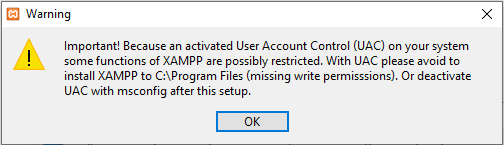 Warning
Important! Because an activated User Account Control (UAC) on your system
some functions of XAMPP are possibly restricted. With UAC please avoid to
install XAMPP to C:\Program Files (missing write permisssions). Or deactivate
UAC with msconfig after this setup.
OK